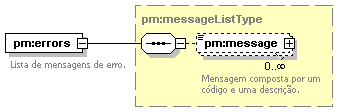 pm:messageListType
pm:errors
pm:message
0..∞
Lista de mensagens de erro.
Mensagem composta por um
código e uma descrição.